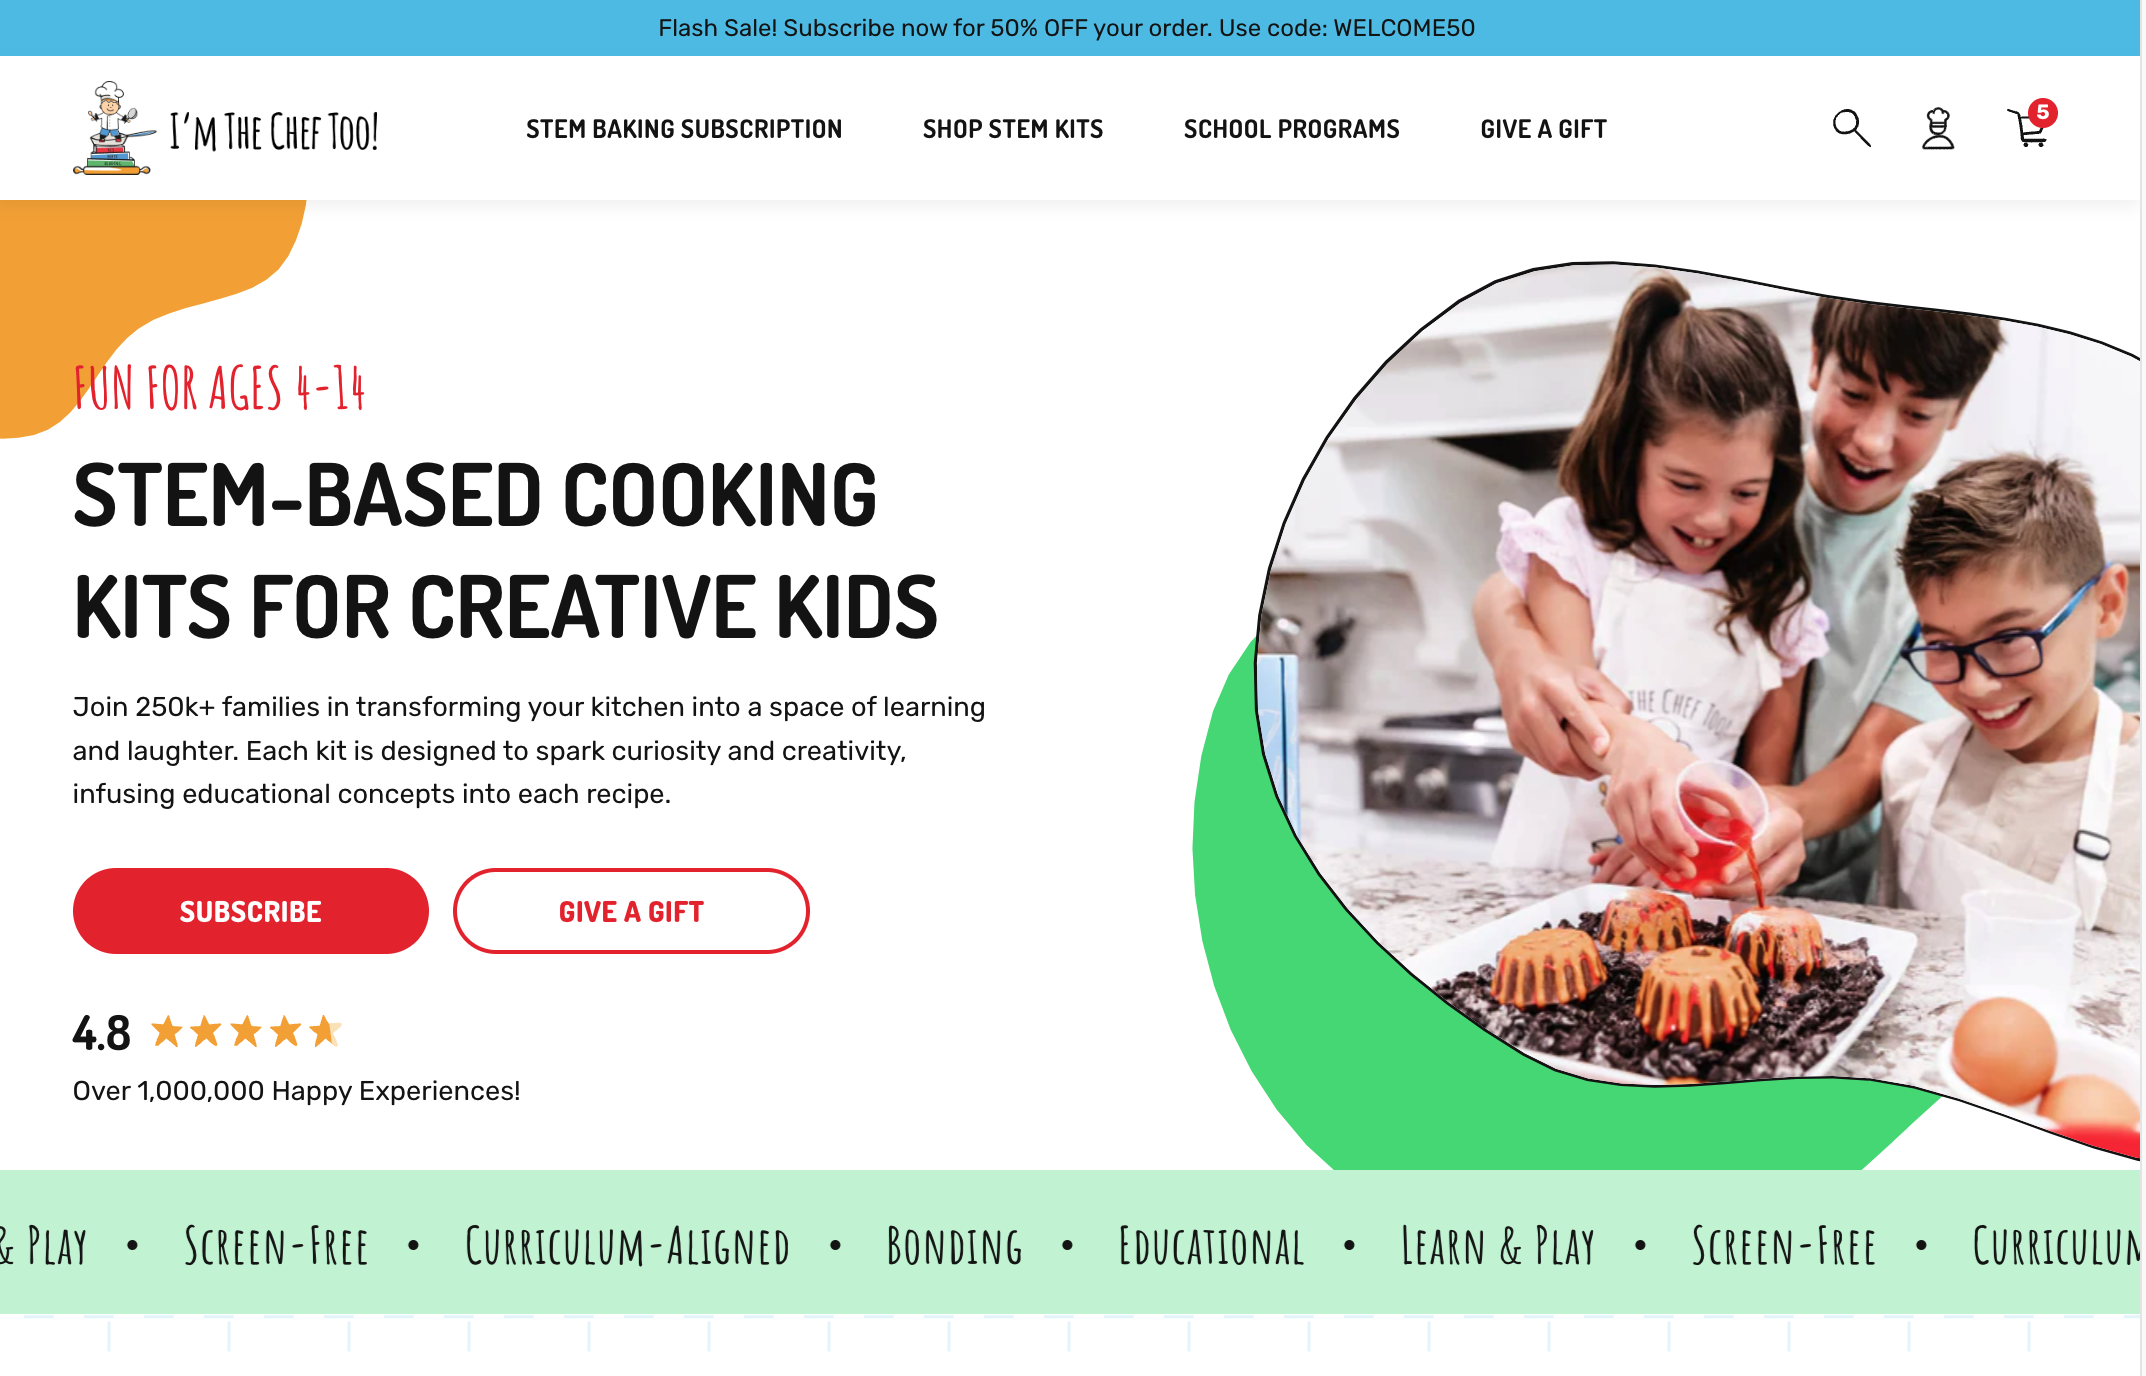 Flash Sale! Subscribe now for 50% OFF your order. Use code: WELCOME50
I'M THE CHEF TOO!
STEM BAKING SUBSCRIPTION
SHOP STEM KITS
SCHOOL PROGRAMS
GIVE A GIFT
5
FUN FOR AGES 4-14
STEM-BASED COOKING
KITS FOR CREATIVE KIDS
Join 250k+ families in transforming your kitchen into a space of learning
and laughter. Each kit is designed to spark curiosity and creativity,
infusing educational concepts into each recipe.
SUBSCRIBE
GIVE A GIFT
4.8
Over 1,000,000 Happy Experiences!
THE CHEF TOO!
& PLAY • SCREEN-FREE • CURRICULUM-ALIGNED • BONDING • EDUCATIONAL • LEARN & PLAY • SCREEN-FREE • CURRICULUM